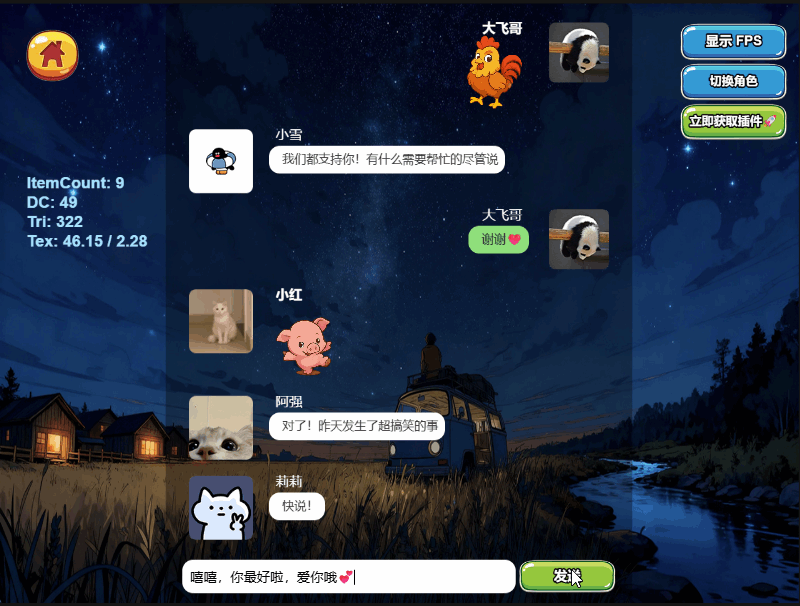 大飞哥
显示 FPS
切换角色
立即获取插件🚀
小雪
我们都支持你！有什么需要帮忙的尽管说
ItemCount: 9
DC: 49
Tri: 322
Tex: 46.15 / 2.28
大飞哥
谢谢❤️
小红
阿强
对了！昨天发生了超搞笑的事
莉莉
快说！
嘻嘻，你最好啦，爱你哦💕
发送